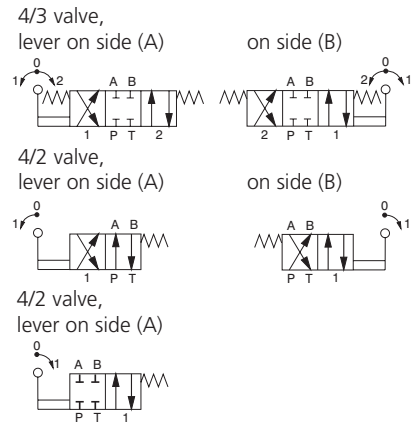 4/3 valve,
lever on side (A)
on side (B)
0
1 2
A B
P T
1 2
0
2 1
A B
P T
2 1
4/2 valve,
lever on side (A)
on side (B)
0
1
A B
1 P T
0
1
A B
P T 1
4/2 valve,
lever on side (A)
0
1
A B
P T 1